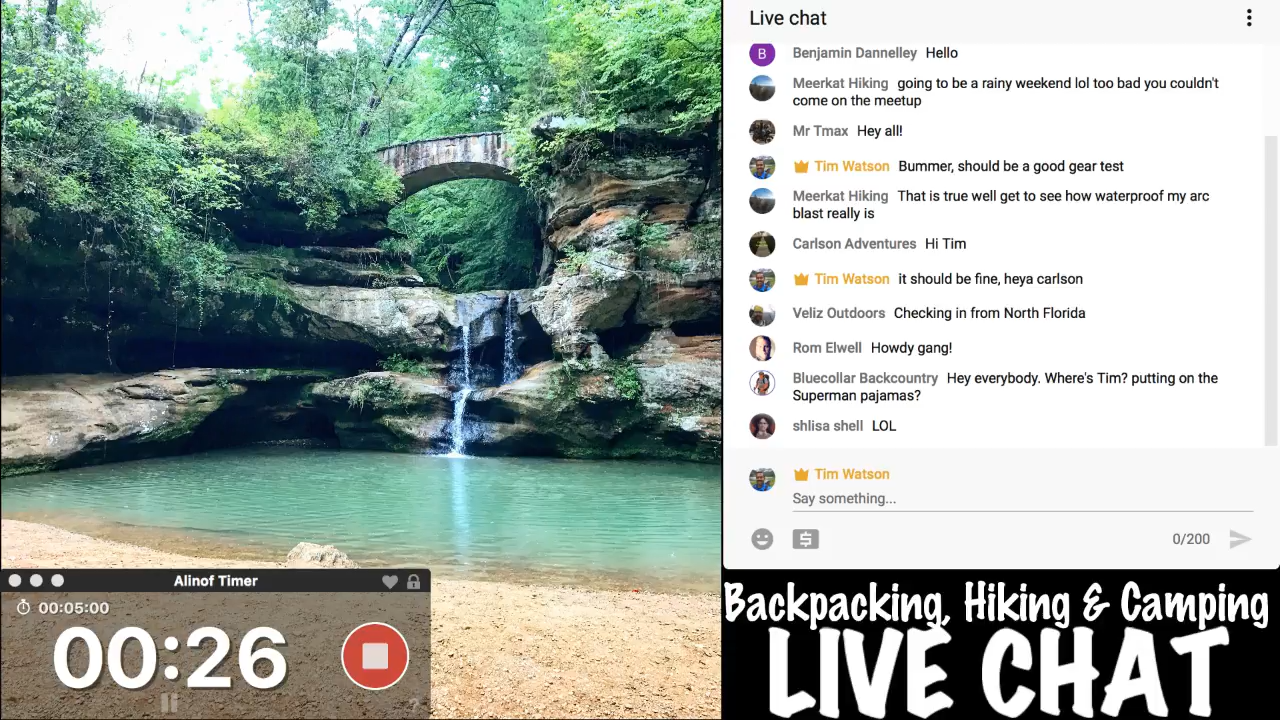 Live chat
B Benjamin Dannelley Hello
Meerkat Hiking going to be a rainy weekend lol too bad you couldn't
come on the meetup
Mr Tmax Hey all!
Tim Watson Bummer, should be a good gear test
Meerkat Hiking That is true well get to see how waterproof my arc
blast really is
Carlson Adventures Hi Tim
Tim Watson it should be fine, heya carlson
Veliz Outdoors Checking in from North Florida
Rom Elwell Howdy gang!
Bluecollar Backcountry Hey everybody. Where's Tim? putting on the
Superman pajamas?
shlisa shell LOL
Tim Watson
Say something...
0/200
Alinof Timer
00:05:00
00:26
?
Backpacking, Hiking & Camping
LIVE CHAT